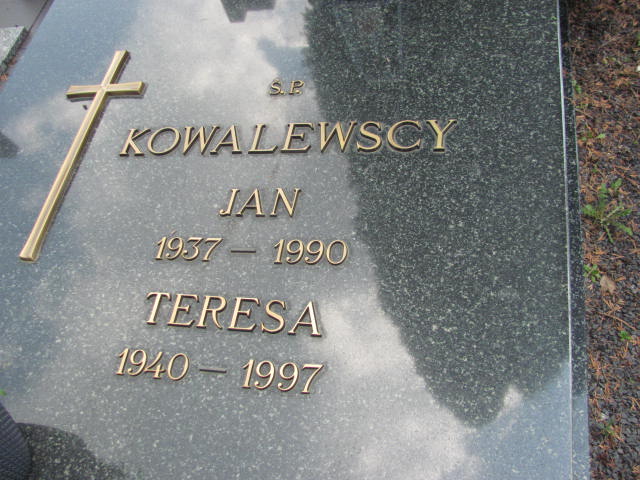 Ś.P.
KOWALEWSCY
JAN
1937 – 1990
TERESA
1940 – 1997